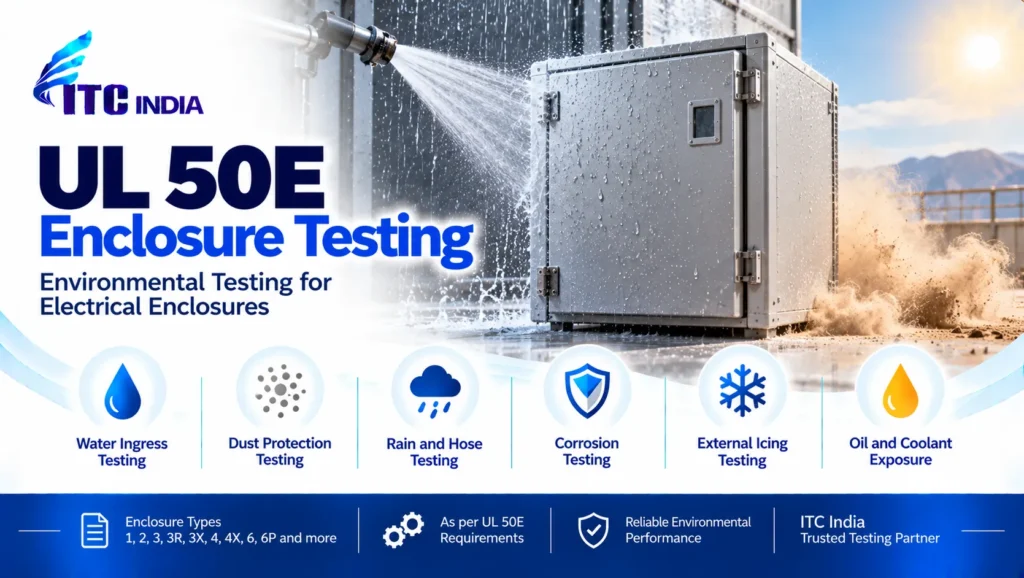 ITC INDIA
UL 50E
Enclosure Testing
Environmental Testing for
Electrical Enclosures
Water Ingress
Testing
Dust Protection
Testing
Rain and Hose
Testing
Corrosion
Testing
External Icing
Testing
Oil and Coolant
Exposure
Enclosure Types
1, 2, 3, 3R, 3X, 4, 4X, 6, 6P and more
As per UL 50E
Requirements
Reliable Environmental
Performance
ITC India
Trusted Testing Partner